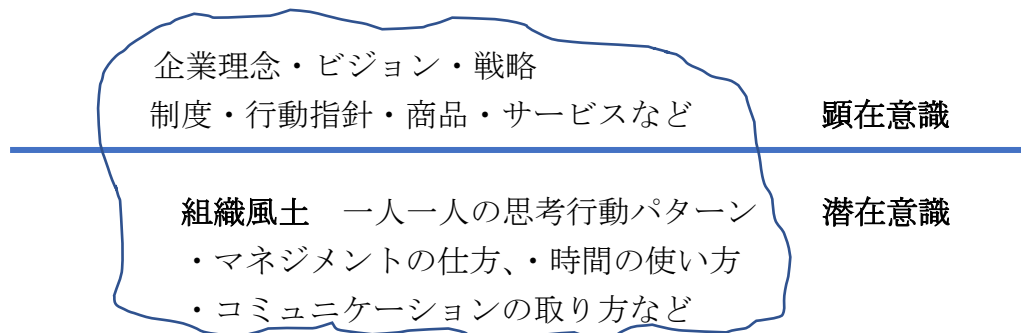 企業理念・ビジョン・戦略
制度・行動指針・商品・サービスなど　顕在意識
組織風土　一人一人の思考行動パターン　潜在意識
・マネジメントの仕方、・時間の使い方
・コミュニケーションの取り方など